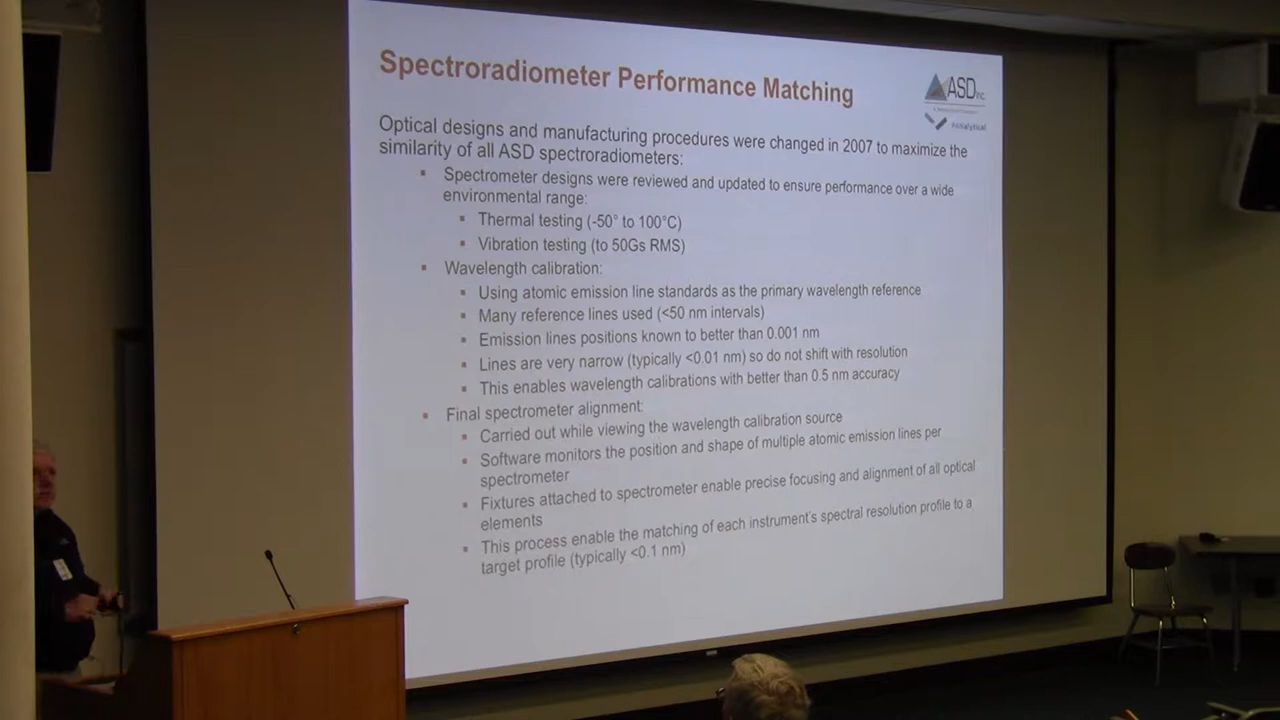 Spectroradiometer Performance Matching
ASD Inc.
PANalytical
Optical designs and manufacturing procedures were changed in 2007 to maximize the
similarity of all ASD spectroradiometers:
▪ Spectrometer designs were reviewed and updated to ensure performance over a wide
environmental range:
▪ Thermal testing (-50° to 100°C)
▪ Vibration testing (to 50Gs RMS)
▪ Wavelength calibration:
▪ Using atomic emission line standards as the primary wavelength reference
▪ Many reference lines used (<50 nm intervals)
▪ Emission lines positions known to better than 0.001 nm
▪ Lines are very narrow (typically <0.01 nm) so do not shift with resolution
▪ This enables wavelength calibrations with better than 0.5 nm accuracy
▪ Final spectrometer alignment:
▪ Carried out while viewing the wavelength calibration source
▪ Software monitors the position and shape of multiple atomic emission lines per
spectrometer
▪ Fixtures attached to spectrometer enable precise focusing and alignment of all optical
elements
▪ This process enable the matching of each instrument's spectral resolution profile to a
target profile (typically <0.1 nm)